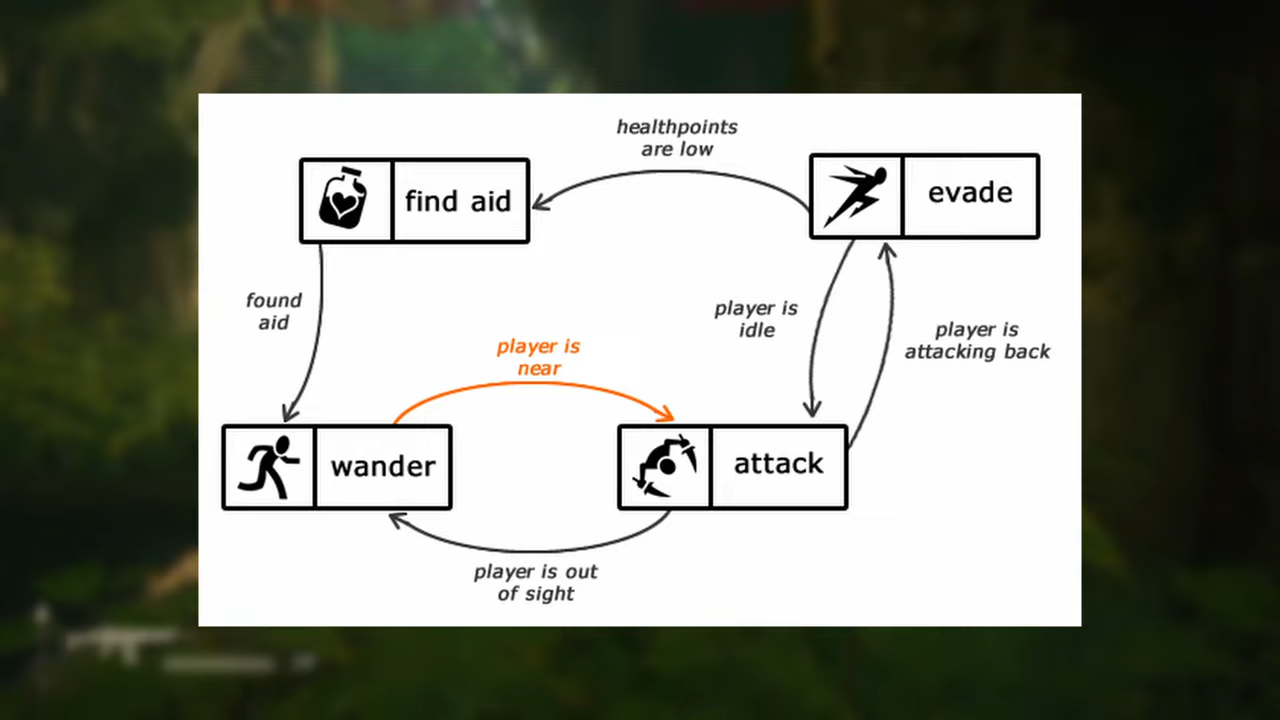 healthpoints
are low
find aid
evade
found
aid
player is
idle
player is
attacking back
player is
near
wander
attack
player is out
of sight